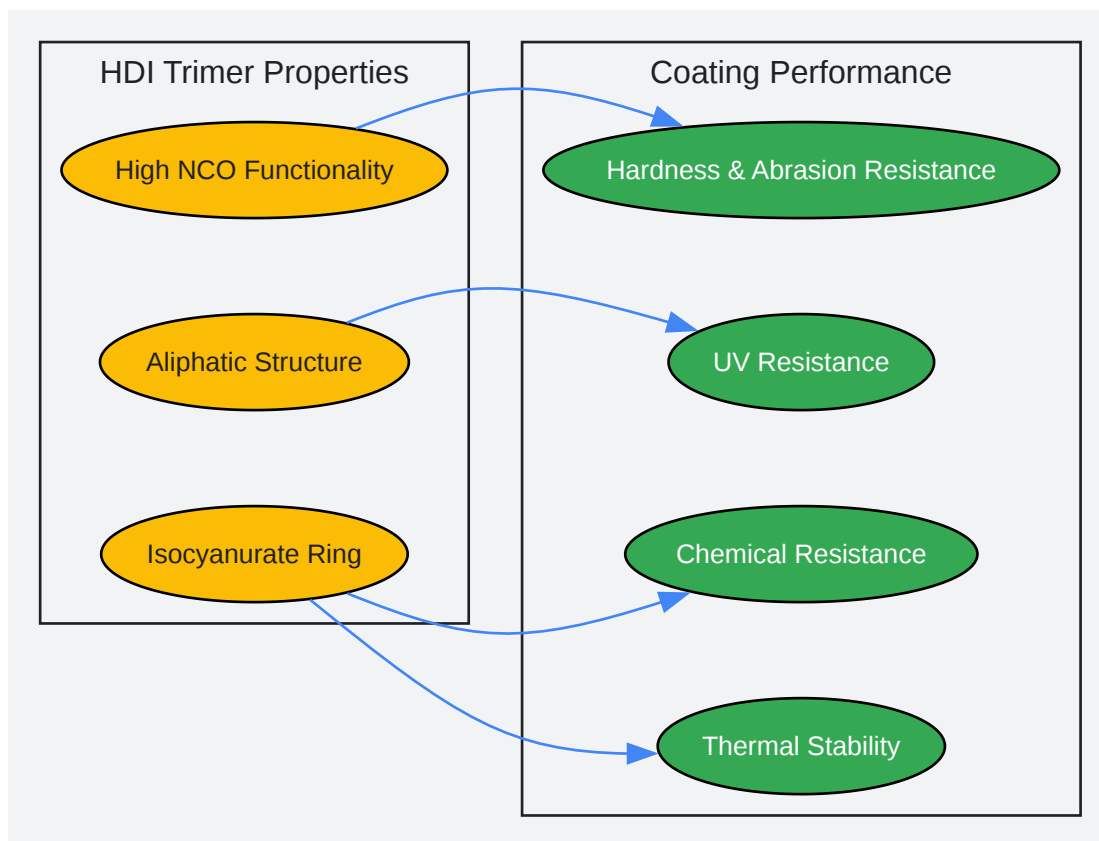 HDI Trimer Properties
High NCO Functionality
Aliphatic Structure
Isocyanurate Ring
Coating Performance
Hardness & Abrasion Resistance
UV Resistance
Chemical Resistance
Thermal Stability